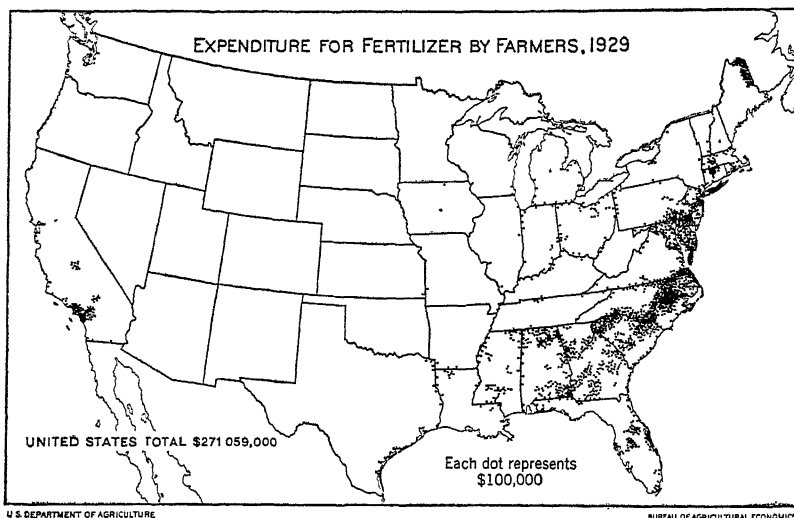 EXPENDITURE FOR FERTILIZER BY FARMERS, 1929
UNITED STATES TOTAL $271 059,000
Each dot represents
$100,000
U S. DEPARTMENT OF AGRICULTURE
BUREAU OF AGRICULTURAL ECONOMICS